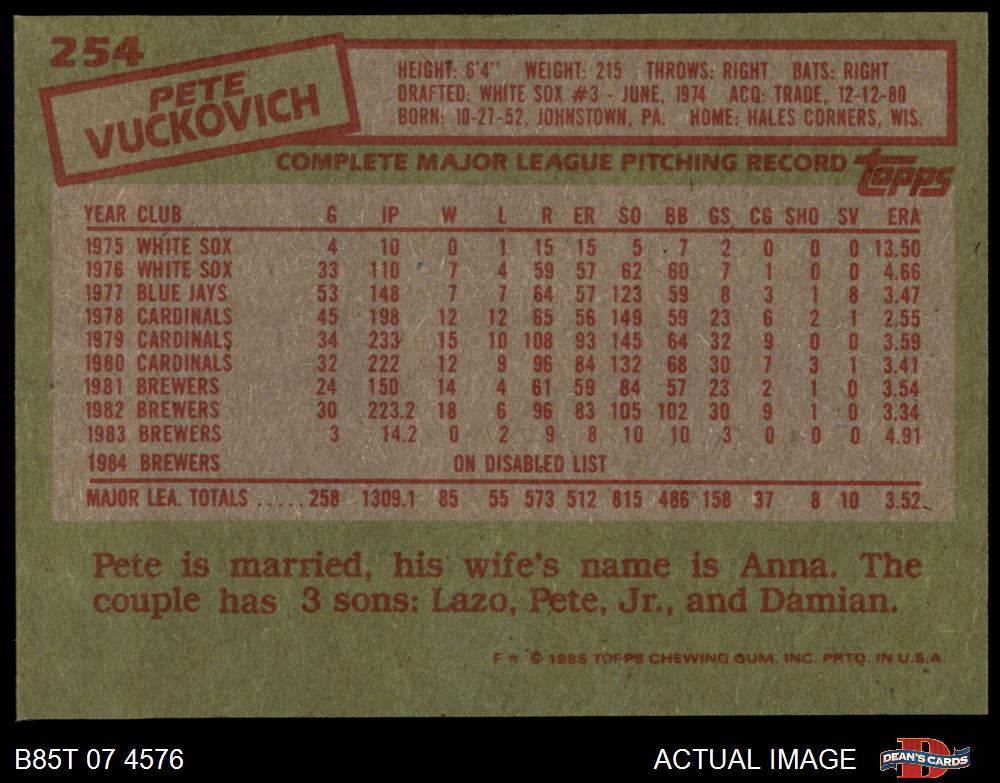 254
PETE
VUCKOVICH
HEIGHT: 6'4" WEIGHT: 215 THROWS: RIGHT BATS: RIGHT
DRAFTED: WHITE SOX #3 - JUNE, 1974 ACQ: TRADE, 12-12-80
BORN: 10-27-52, JOHNSTOWN, PA. HOME: HALES CORNERS, WIS.
COMPLETE MAJOR LEAGUE PITCHING RECORD
topps
YEAR CLUB G IP W L R ER SO BB GS CG SHO SV ERA
1975 WHITE SOX 4 10 0 1 15 15 5 7 2 0 0 0 13.50
1976 WHITE SOX 33 110 7 4 59 57 62 60 7 1 0 0 4.66
1977 BLUE JAYS 53 148 7 7 64 57 123 59 8 3 1 8 3.47
1978 CARDINALS 45 198 12 12 65 56 149 59 23 6 2 1 2.55
1979 CARDINALS 34 233 15 10 108 93 145 64 32 9 0 0 3.59
1980 CARDINALS 32 222 12 9 96 84 132 68 30 7 3 1 3.41
1981 BREWERS 24 150 14 4 61 59 84 57 23 2 1 0 3.54
1982 BREWERS 30 223.2 18 6 96 83 105 102 30 9 1 0 3.34
1983 BREWERS 3 14.2 0 2 9 8 10 10 3 0 0 0 4.91
1984 BREWERS ON DISABLED LIST
MAJOR LEA. TOTALS ..... 258 1309.1 85 55 573 512 815 486 158 37 8 10 3.52
Pete is married, his wife's name is Anna. The
couple has 3 sons: Lazo, Pete, Jr., and Damian.
F ★ © 1985 TOPPS CHEWING GUM. INC. PRTD. IN U.S.A.
B85T 07 4576
ACTUAL IMAGE
DEAN'S CARDS